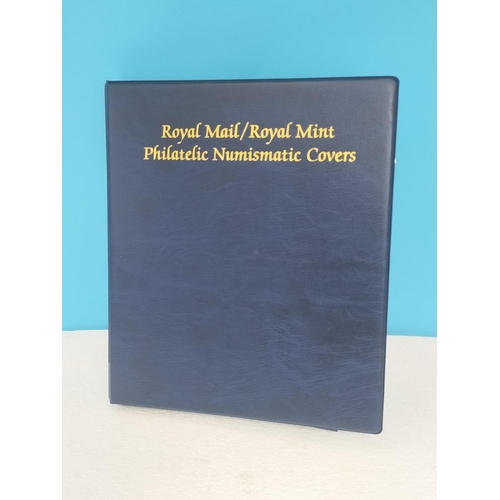 Royal Mail/Royal Mint
Philatelic Numismatic Covers